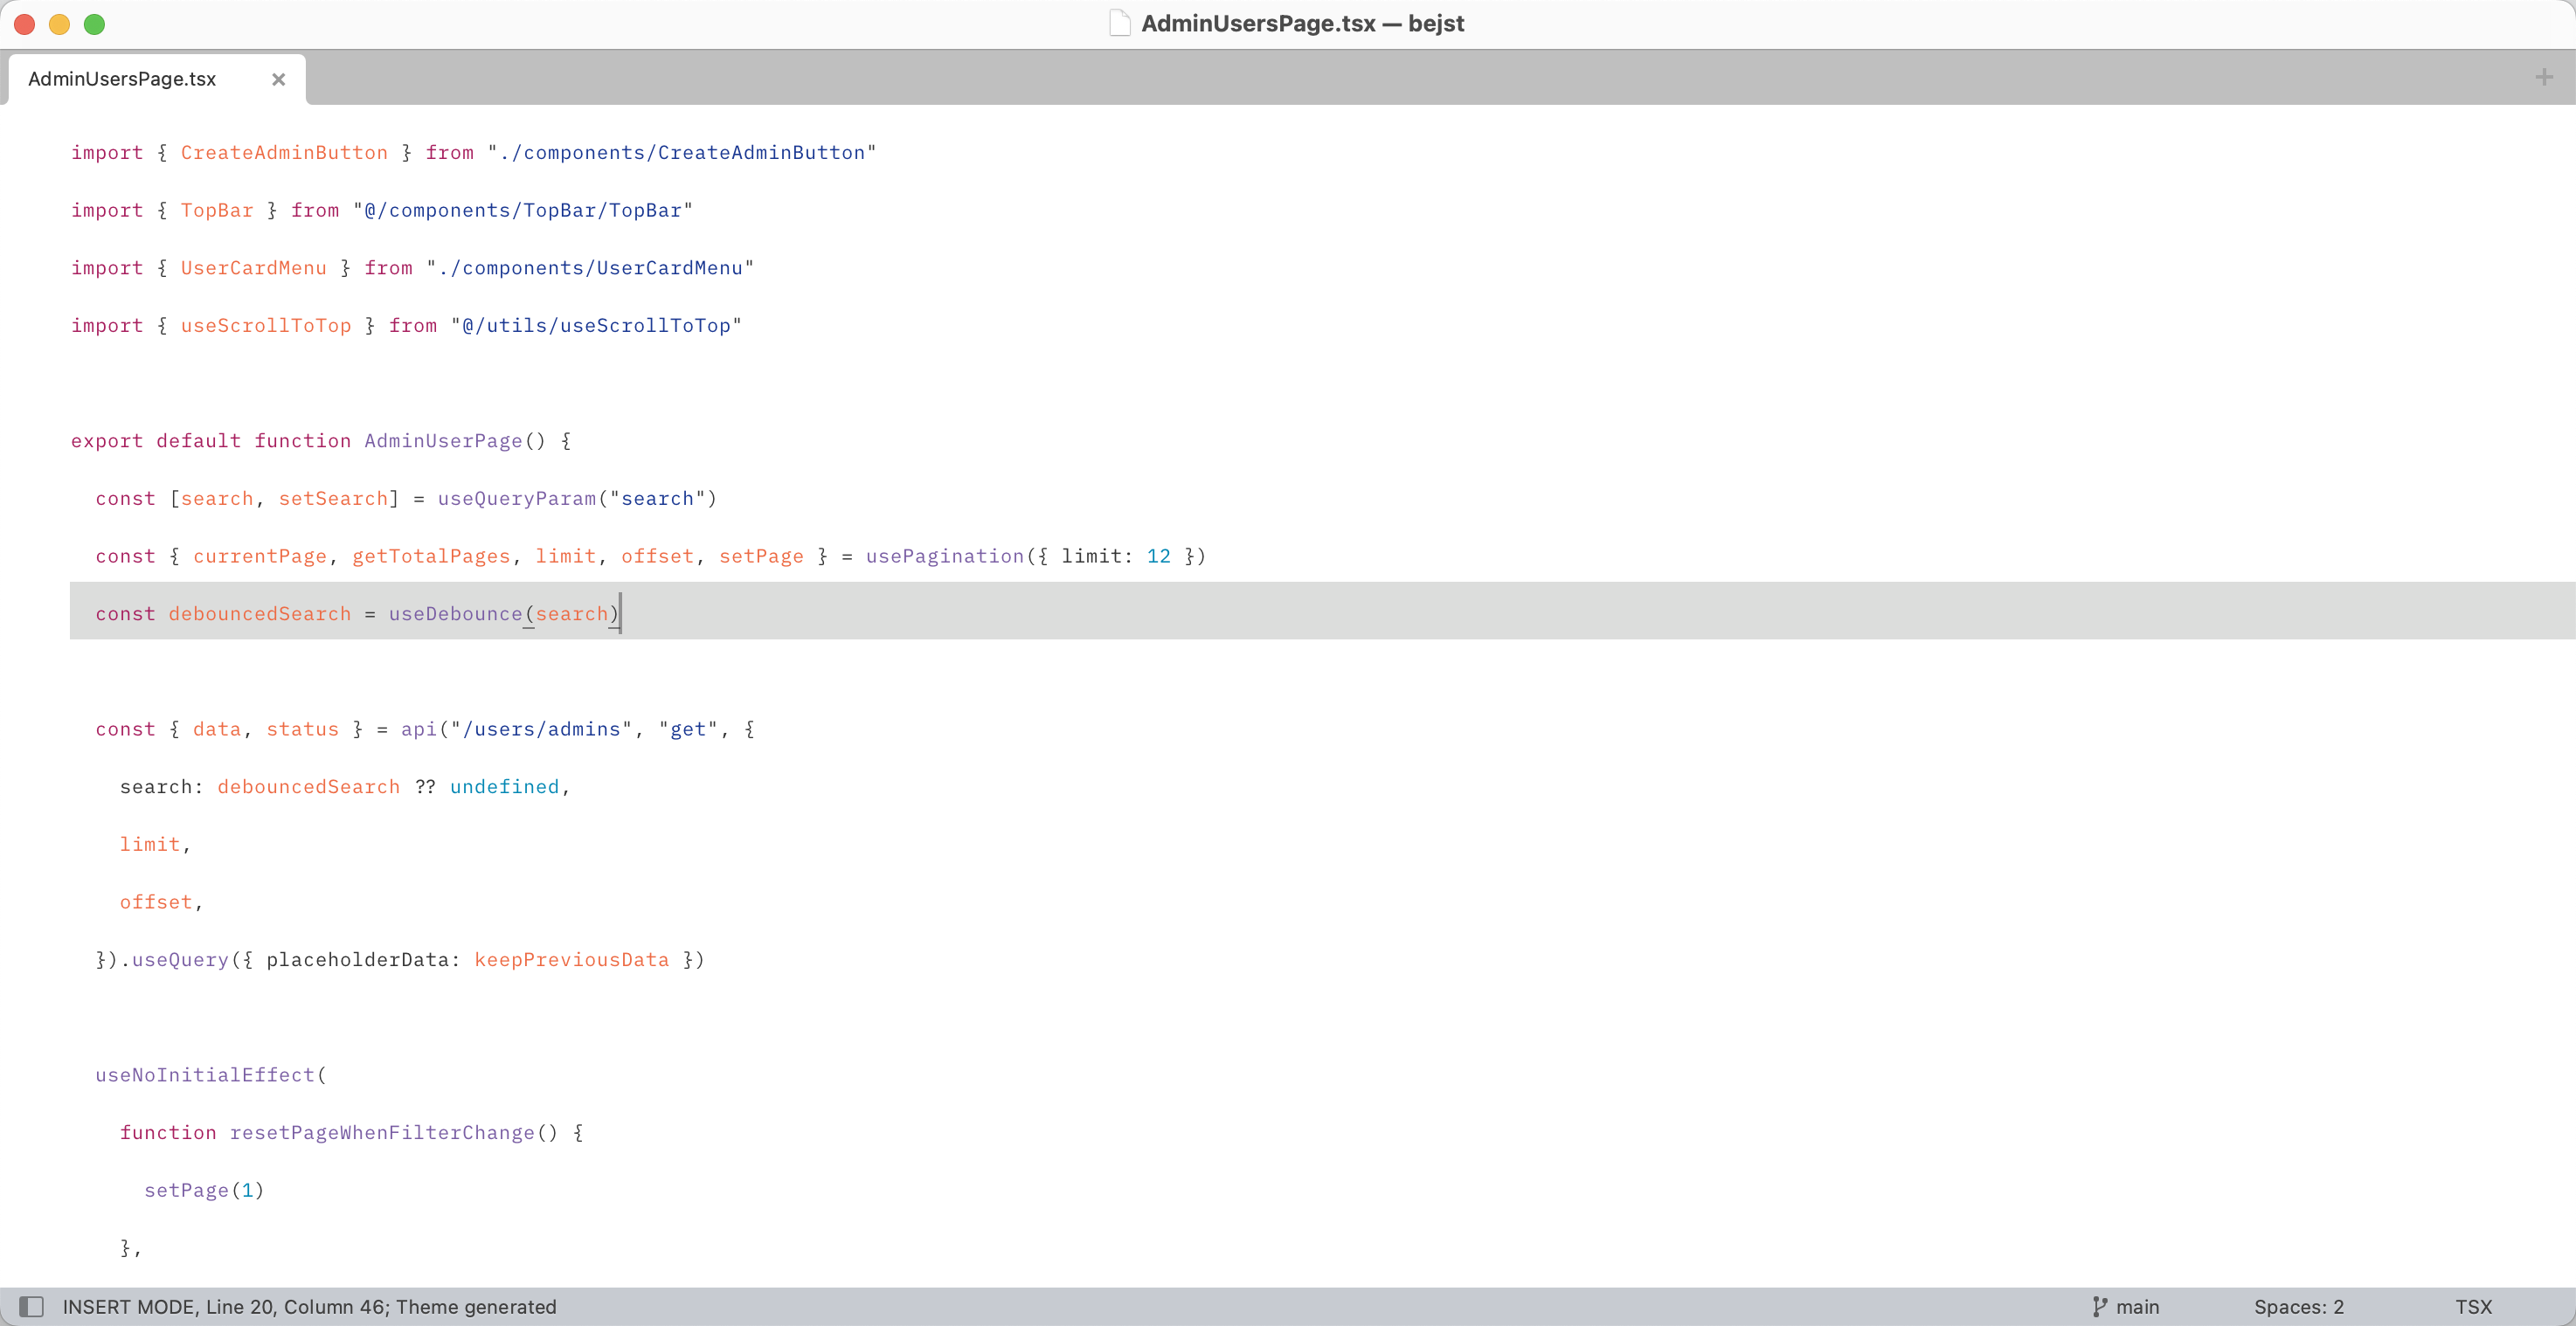 AdminUsersPage.tsx — bejst
AdminUsersPage.tsx
import { CreateAdminButton } from "./components/CreateAdminButton"
import { TopBar } from "@/components/TopBar/TopBar"
import { UserCardMenu } from "./components/UserCardMenu"
import { useScrollToTop } from "@/utils/useScrollToTop"
export default function AdminUserPage() {
  const [search, setSearch] = useQueryParam("search")
  const { currentPage, getTotalPages, limit, offset, setPage } = usePagination({ limit: 12 })
  const debouncedSearch = useDebounce(search)
  const { data, status } = api("/users/admins", "get", {
    search: debouncedSearch ?? undefined,
    limit,
    offset,
  }).useQuery({ placeholderData: keepPreviousData })
  useNoInitialEffect(
    function resetPageWhenFilterChange() {
      setPage(1)
    },
INSERT MODE, Line 20, Column 46; Theme generated
main
Spaces: 2
TSX